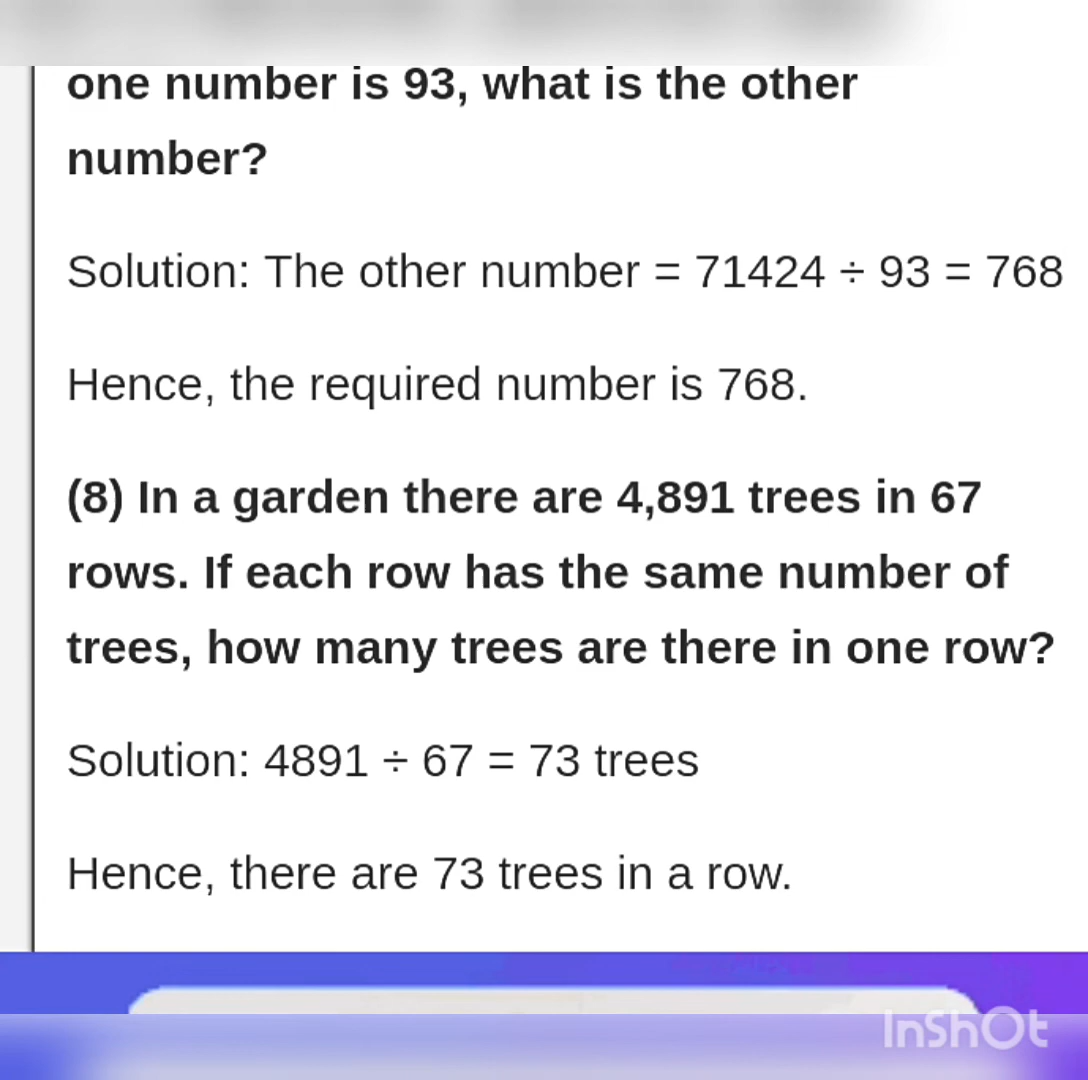 one number is 93, what is the other
number?
Solution: The other number = 71424 ÷ 93 = 768
Hence, the required number is 768.
(8) In a garden there are 4,891 trees in 67
rows. If each row has the same number of
trees, how many trees are there in one row?
Solution: 4891 ÷ 67 = 73 trees
Hence, there are 73 trees in a row.
InShOt